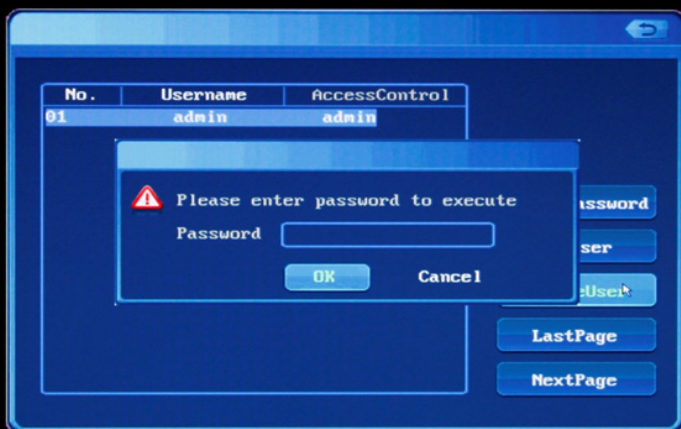 No. Username AccessControl
01 admin admin
Please enter password to execute
Password
OK Cancel
LastPage
NextPage